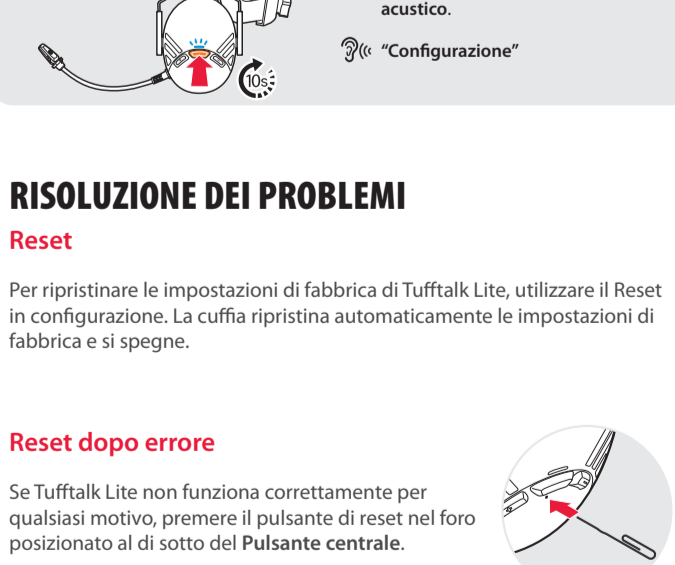 acustico.
"Configurazione"
10s
RISOLUZIONE DEI PROBLEMI
Reset
Per ripristinare le impostazioni di fabbrica di Tufftalk Lite, utilizzare il Reset
in configurazione. La cuffia ripristina automaticamente le impostazioni di
fabbrica e si spegne.
Reset dopo errore
Se Tufftalk Lite non funziona correttamente per
qualsiasi motivo, premere il pulsante di reset nel foro
posizionato al di sotto del Pulsante centrale.